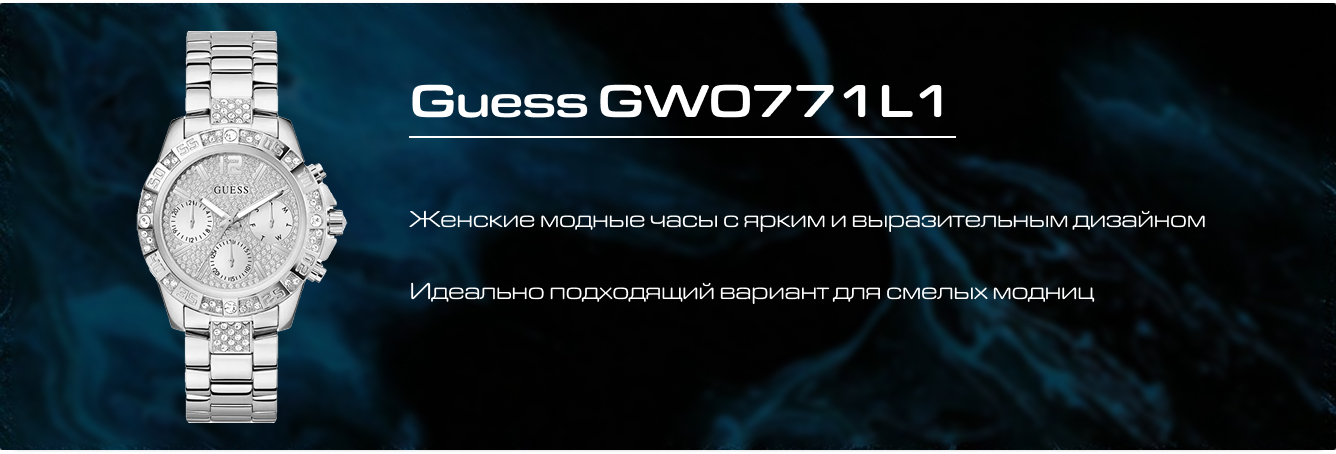 Guess GW0771L1
GUESS
Женские модные часы с ярким и выразительным дизайном
Идеально подходящий вариант для смелых модниц